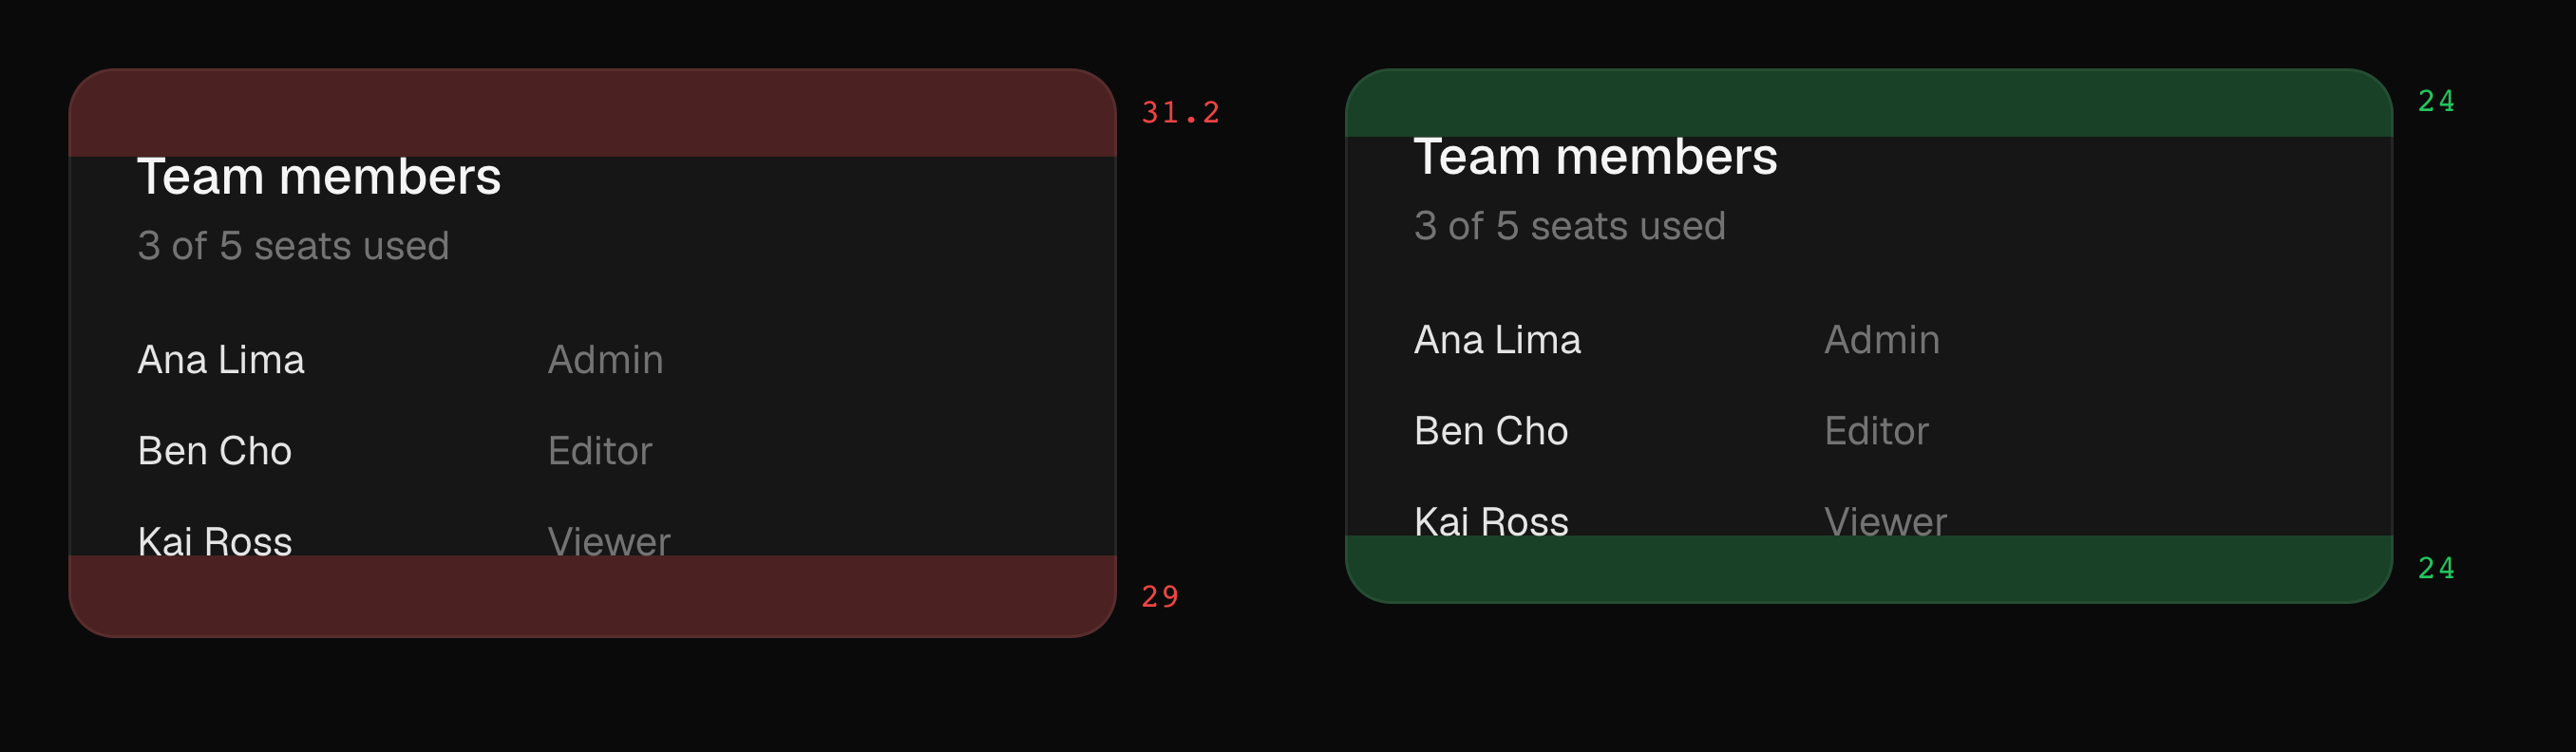 31.2
Team members
3 of 5 seats used
Ana Lima Admin
Ben Cho Editor
Kai Ross Viewer
29
24
Team members
3 of 5 seats used
Ana Lima Admin
Ben Cho Editor
Kai Ross Viewer
24